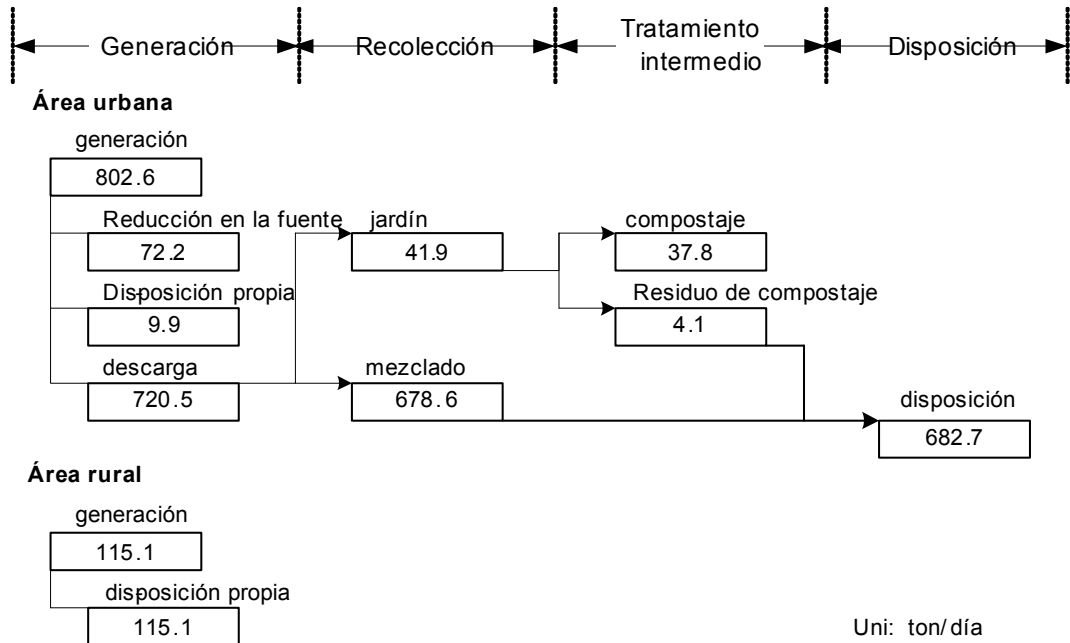 Generación Recolección Tratamiento intermedio Disposición
Área urbana
generación
802.6
Reducción en la fuente jardín compostaje
72.2 41.9 37.8
Disposición propia Residuo de compostaje
9.9 4.1
descarga mezclado
720.5 678.6 disposición
682.7
Área rural
generación
115.1
disposición propia
115.1 Uni: ton/día